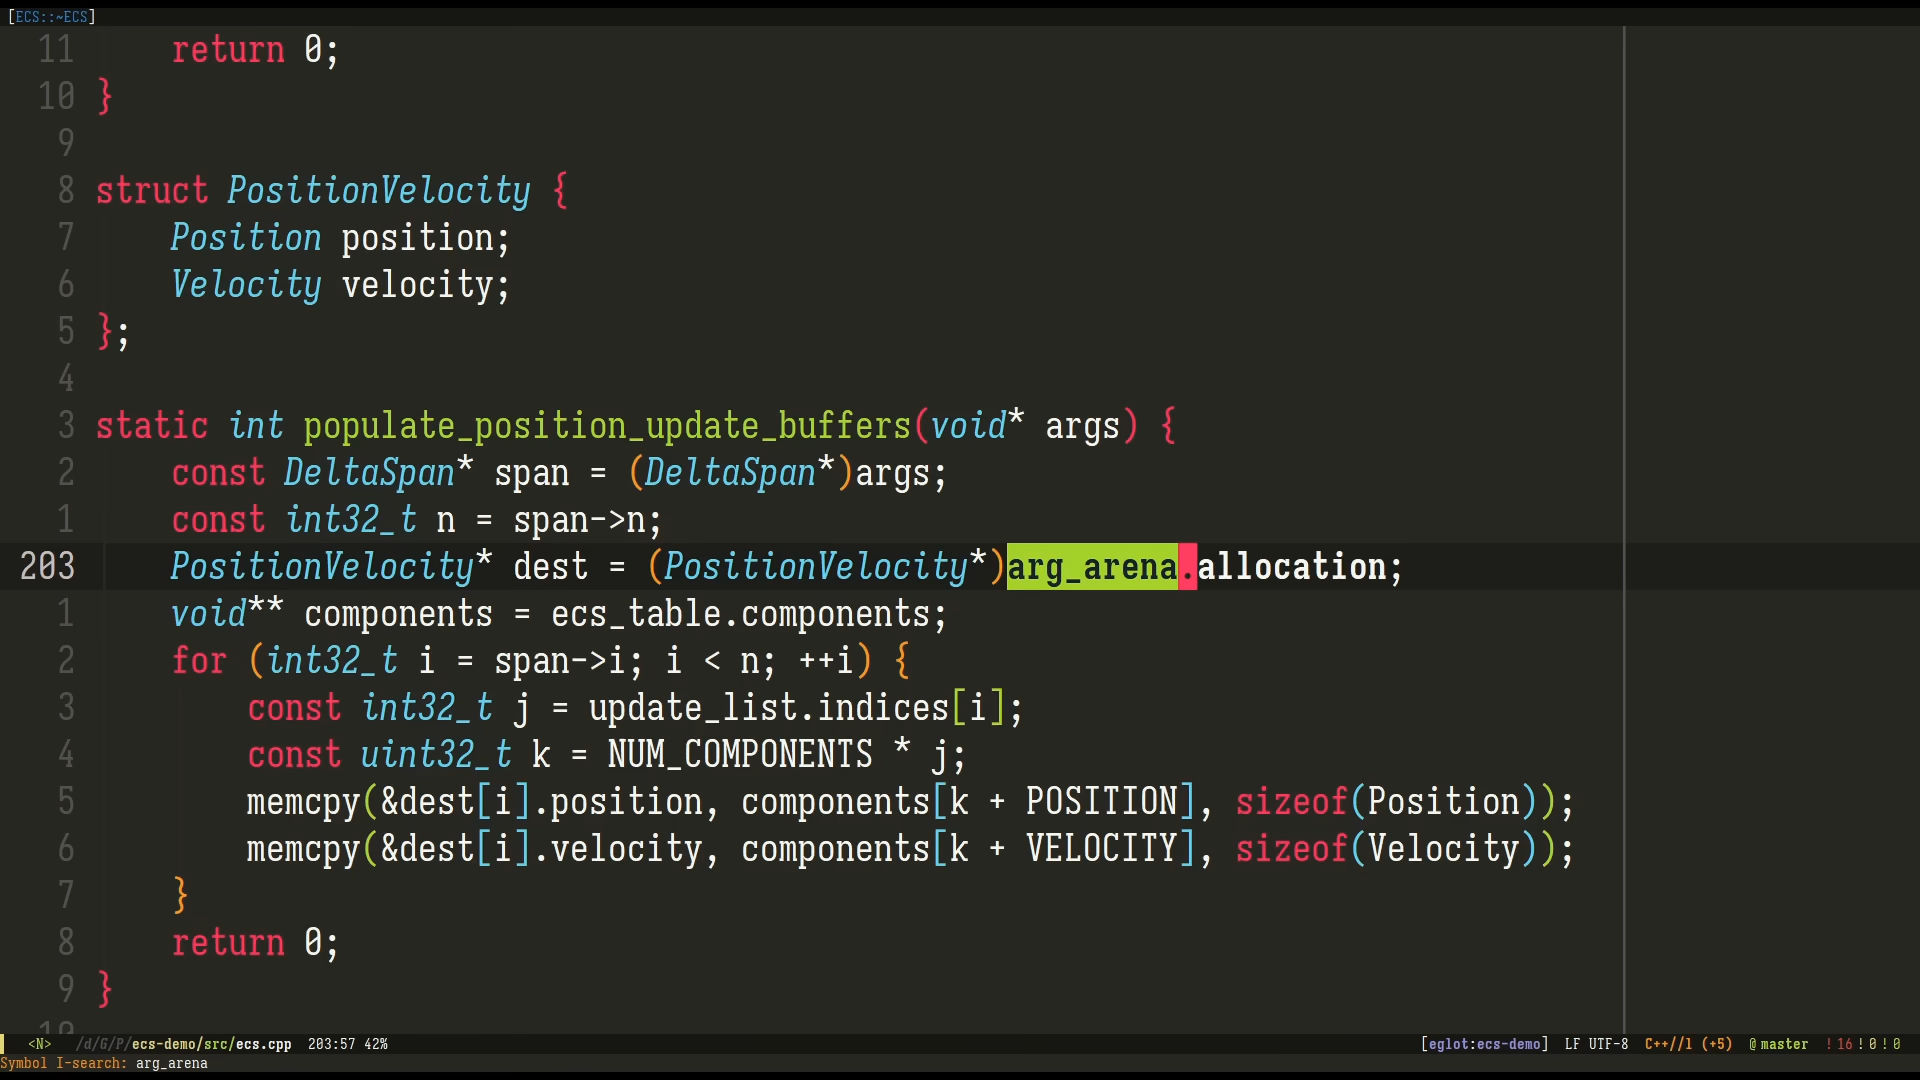 [ECS::~ECS]
11 return 0;
10 }
9
8 struct PositionVelocity {
7 Position position;
6 Velocity velocity;
5 };
4
3 static int populate_position_update_buffers(void* args) {
2 const DeltaSpan* span = (DeltaSpan*)args;
1 const int32_t n = span->n;
203 PositionVelocity* dest = (PositionVelocity*)arg_arena.allocation;
1 void** components = ecs_table.components;
2 for (int32_t i = span->i; i < n; ++i) {
3 const int32_t j = update_list.indices[i];
4 const uint32_t k = NUM_COMPONENTS * j;
5 memcpy(&dest[i].position, components[k + POSITION], sizeof(Position));
6 memcpy(&dest[i].velocity, components[k + VELOCITY], sizeof(Velocity));
7 }
8 return 0;
9 }
10
<N> /d/G/P/ecs-demo/src/ecs.cpp 203:57 42% [eglot:ecs-demo] LF UTF-8 C++//l (+5) @master !16!0!0
Symbol I-search: arg_arena